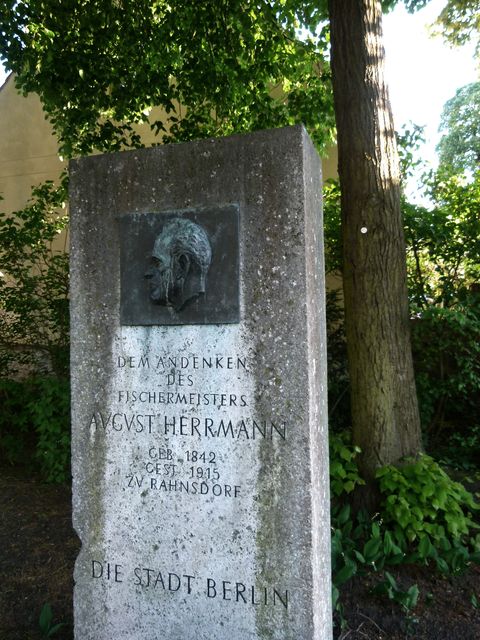 DEM ANDENKEN
DES
FISCHERMEISTERS
AVGVST HERRMANN
GEB 1842
GEST 1915
ZV RAHNSDORF
DIE STADT BERLIN